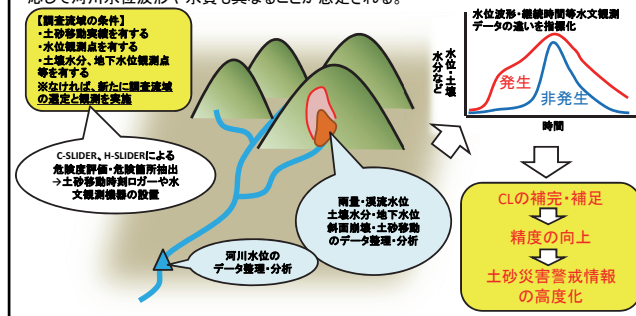 応じて河川水位波形や水質も異なることが想定される。
【調査流域の条件】
・土砂移動実績を有する
・水位観測点を有する
・土壌水分、地下水位観測点
等を有する
※なければ、新たに調査流域
の選定と観測を実施
C-SLIDER、H-SLIDERによる
危険度評価・危険箇所抽出
→土砂移動時刻ロガーや水
文観測機器の設置
河川水位の
データ整理・分析
雨量・渓流水位
土壌水分・地下水位
斜面崩壊・土砂移動
のデータ整理・分析
水位波形・継続時間等水文観測
データの違いを指標化
水位・土壌
水分など
発生
非発生
時間
CLの補完・補足
精度の向上
土砂災害警戒情報
の高度化